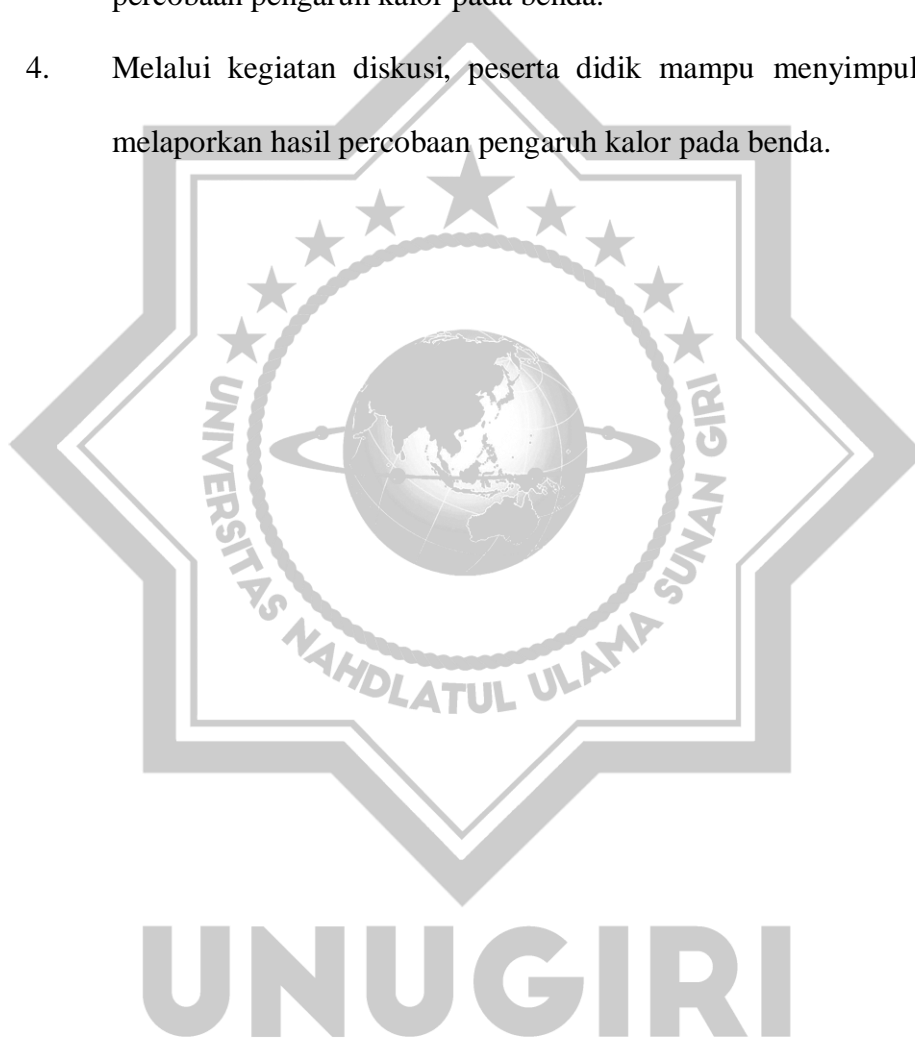 percobaan pengaruh kalor pada benda.
4. Melalui kegiatan diskusi, peserta didik mampu menyimpul
melaporkan hasil percobaan pengaruh kalor pada benda.
UNIVERSITAS NAHDLATUL ULAMA SUNAN GIRI
UNUGIRI